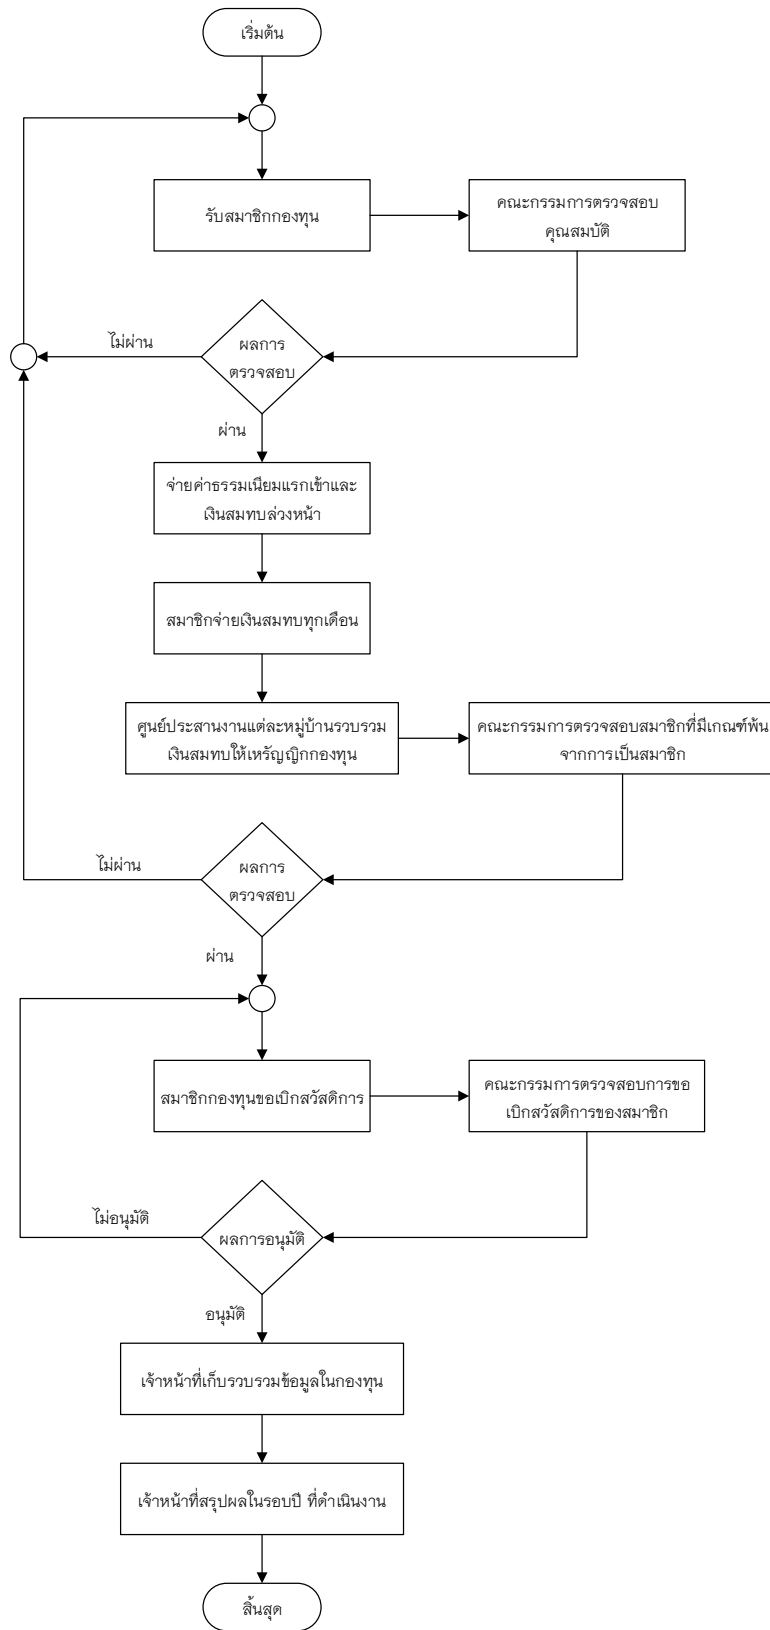 เริ่มต้น
รับสมาชิกกองทุน
คณะกรรมการตรวจสอบ
คุณสมบัติ
ผลการ
ตรวจสอบ
ไม่ผ่าน
ผ่าน
จ่ายค่าธรรมเนียมแรกเข้าและ
เงินสมทบล่วงหน้า
สมาชิกจ่ายเงินสมทบทุกเดือน
ศูนย์ประสานงานแต่ละหมู่บ้านรวบรวม
เงินสมทบให้เหรัญญิกกองทุน
คณะกรรมการตรวจสอบสมาชิกที่มีเกณฑ์พ้น
จากการเป็นสมาชิก
ผลการ
ตรวจสอบ
ไม่ผ่าน
ผ่าน
สมาชิกกองทุนขอเบิกสวัสดิการ
คณะกรรมการตรวจสอบการขอ
เบิกสวัสดิการของสมาชิก
ไม่อนุมัติ
ผลการอนุมัติ
อนุมัติ
เจ้าหน้าที่เก็บรวบรวมข้อมูลในกองทุน
เจ้าหน้าที่สรุปผลในรอบปี ที่ดำเนินงาน
สิ้นสุด